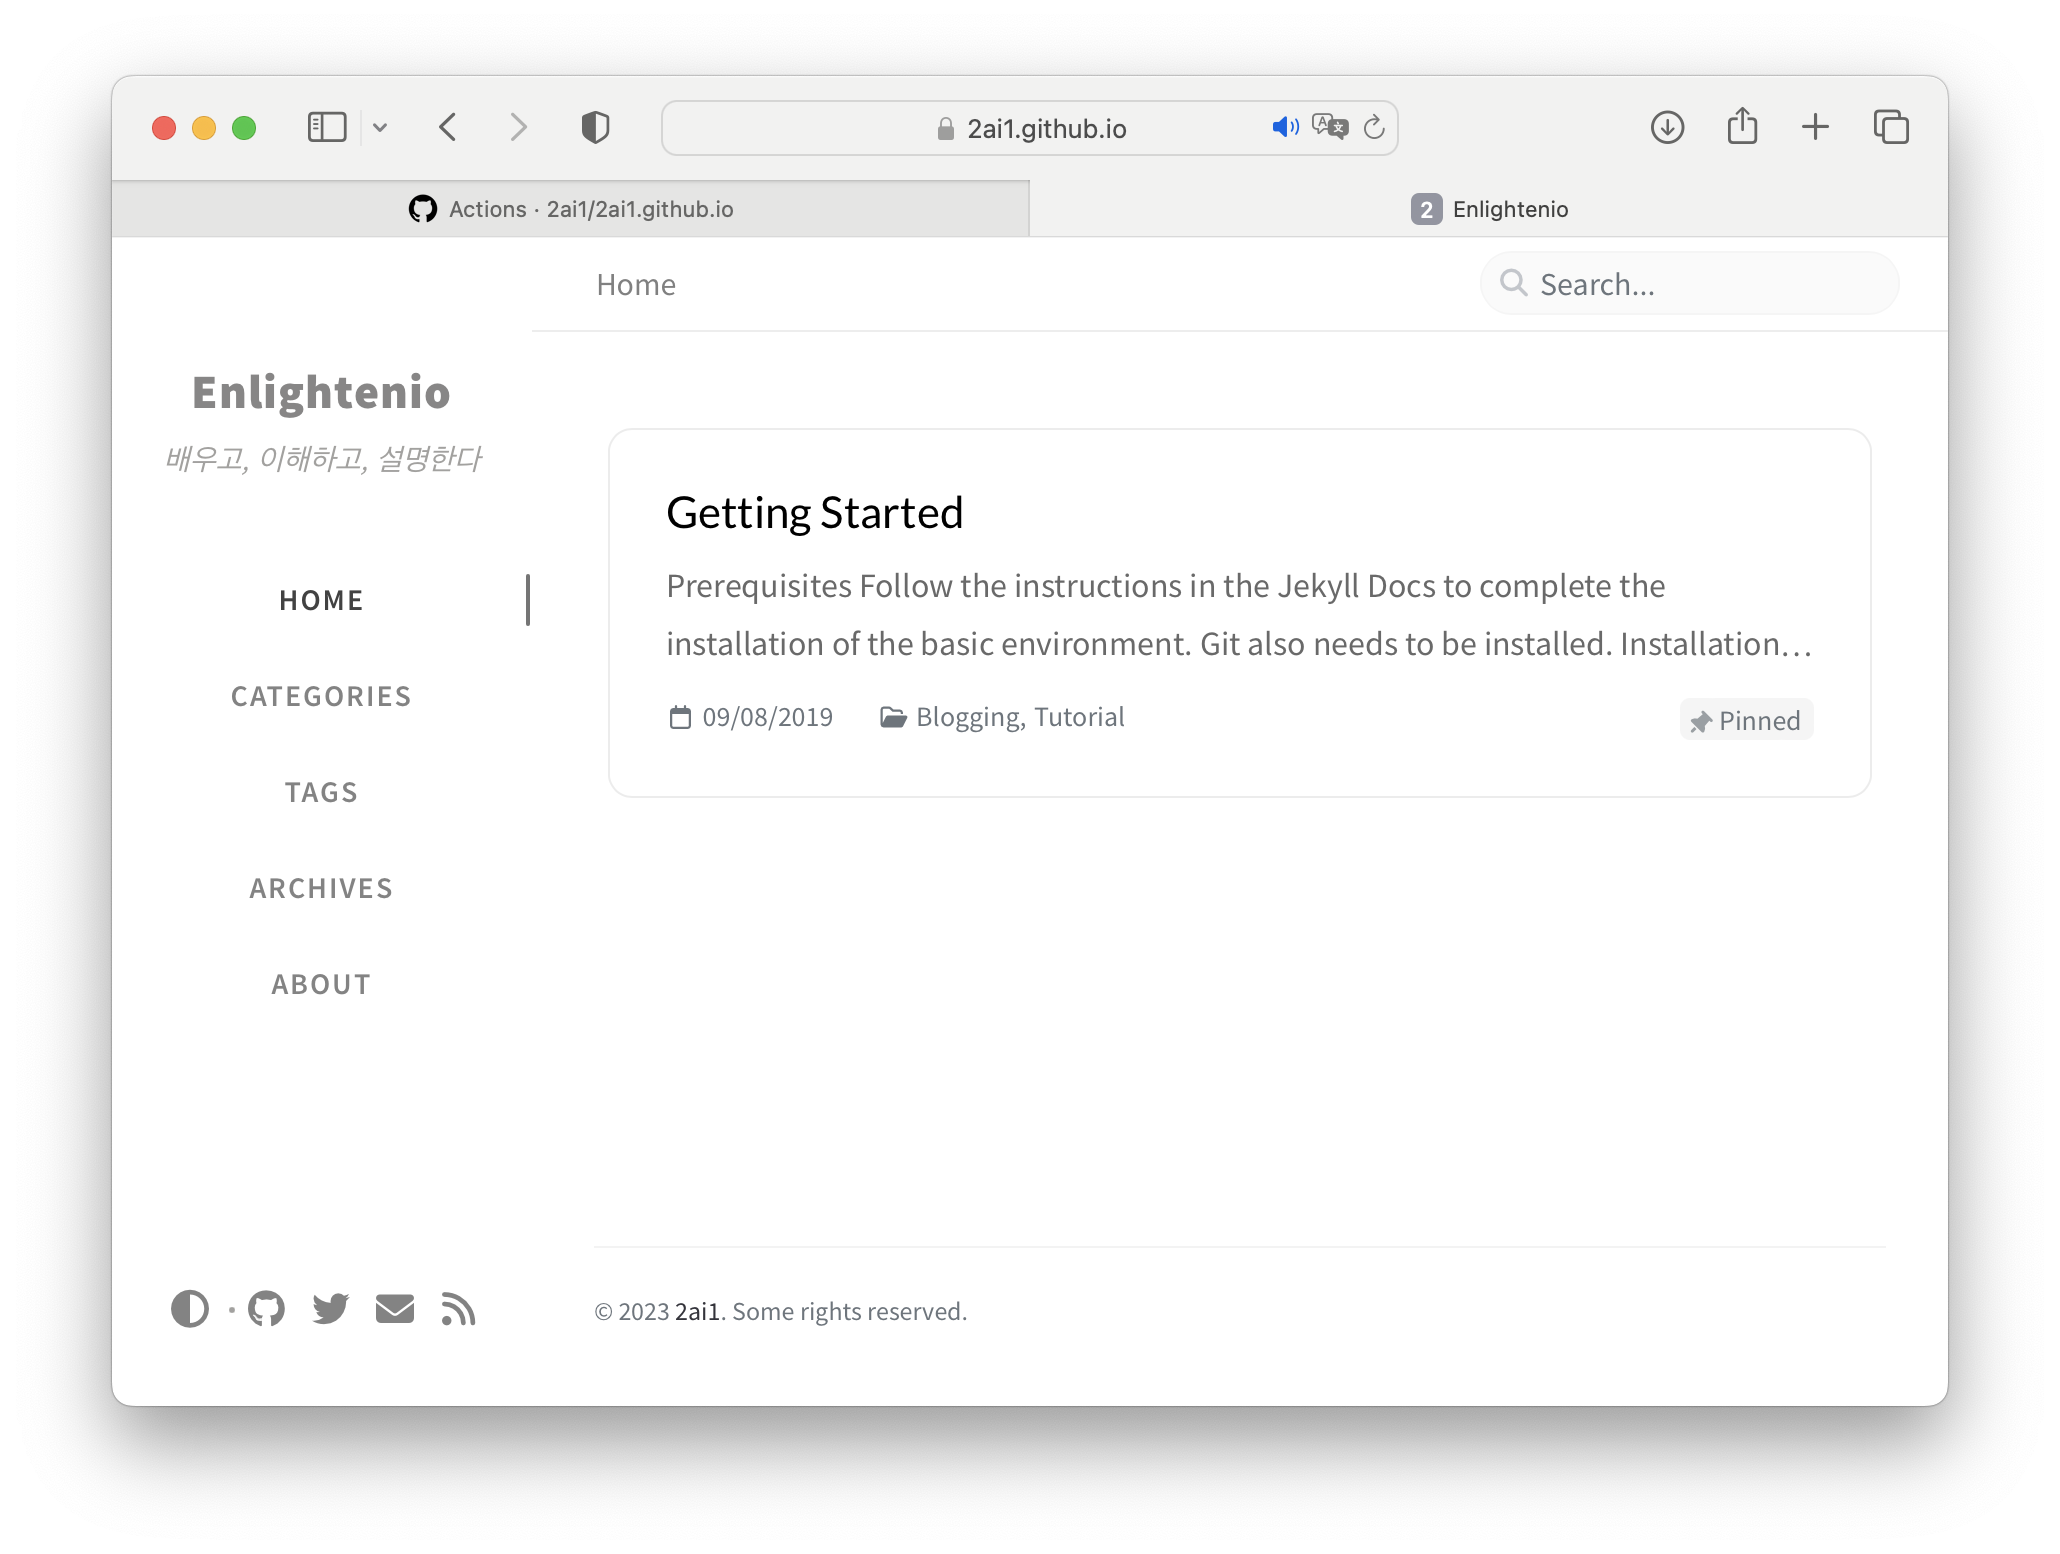 2ai1.github.io
Actions · 2ai1/2ai1.github.io
2 Enlightenio
Home
Search...
Enlightenio
배우고, 이해하고, 설명한다
HOME
CATEGORIES
TAGS
ARCHIVES
ABOUT
Getting Started
Prerequisites Follow the instructions in the Jekyll Docs to complete the
installation of the basic environment. Git also needs to be installed. Installation…
09/08/2019 Blogging, Tutorial Pinned
© 2023 2ai1. Some rights reserved.